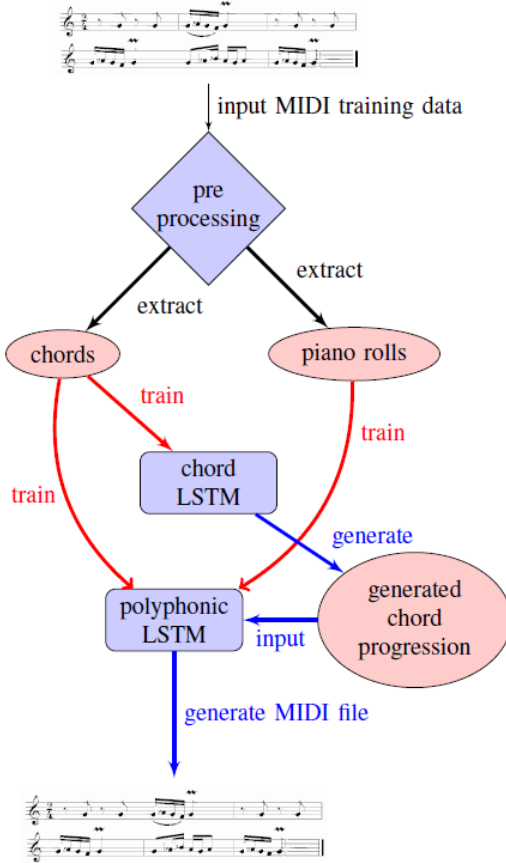 input MIDI training data
pre
processing
extract
extract
chords
piano rolls
train
train
train
chord
LSTM
generate
polyphonic
LSTM
input
generated
chord
progression
generate MIDI file